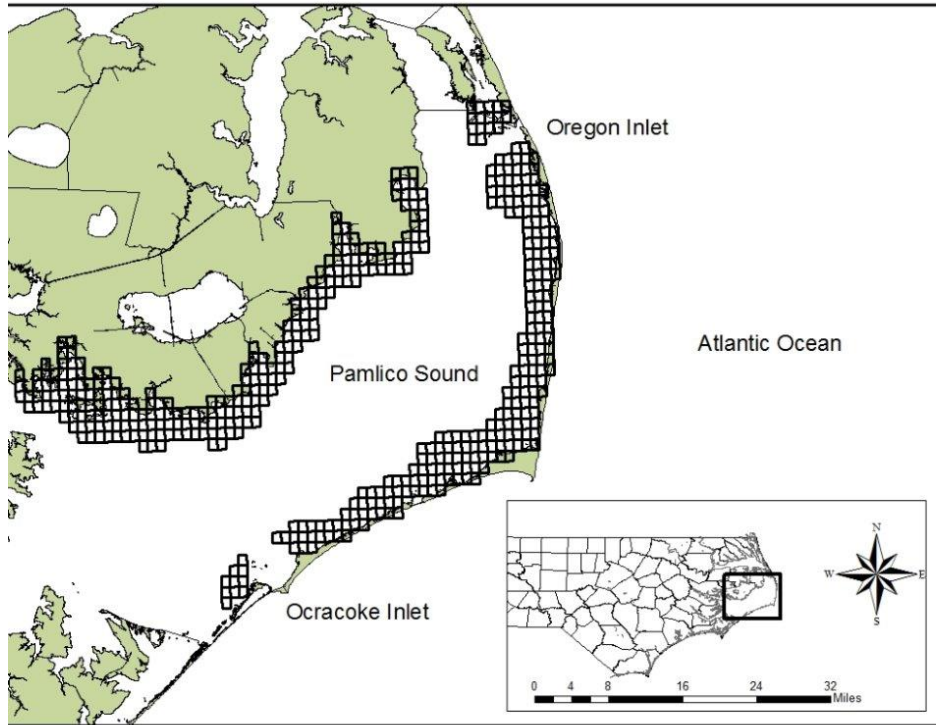 Oregon Inlet
Atlantic Ocean
Pamlico Sound
Ocracoke Inlet
N
W E
S
0 4 8 16 24 32
Miles